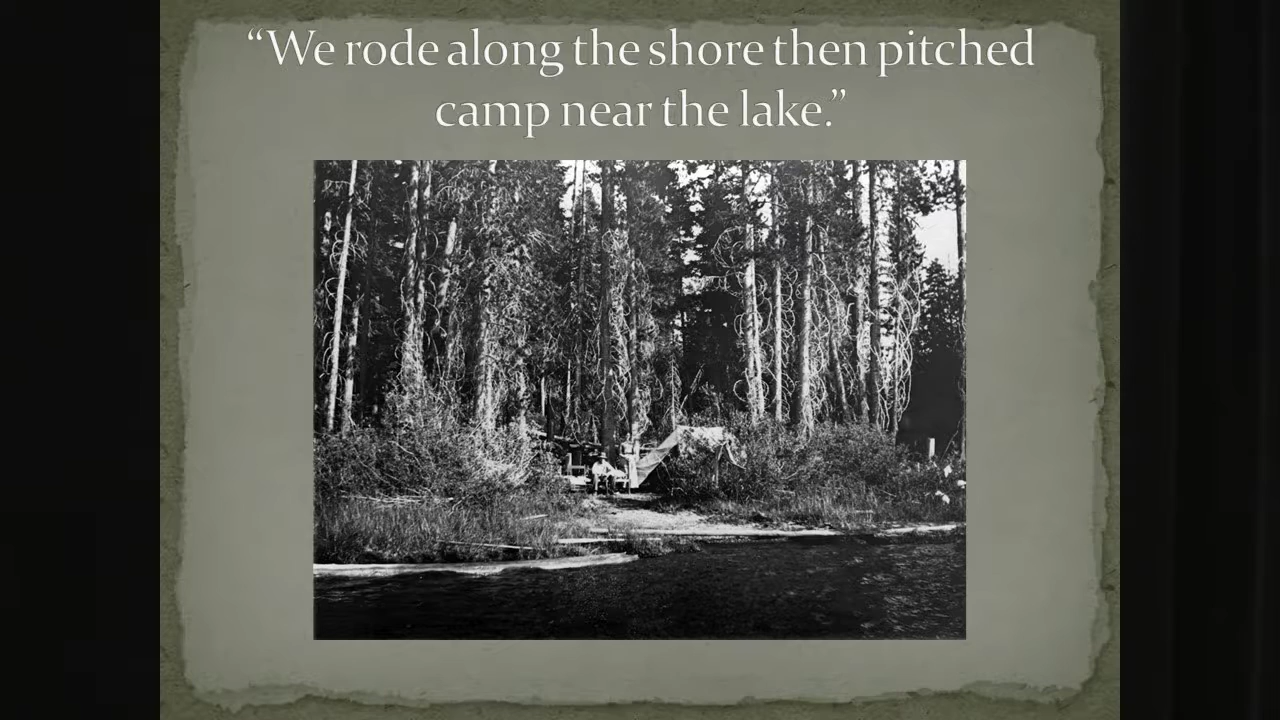 “We rode along the shore then pitched
camp near the lake.”